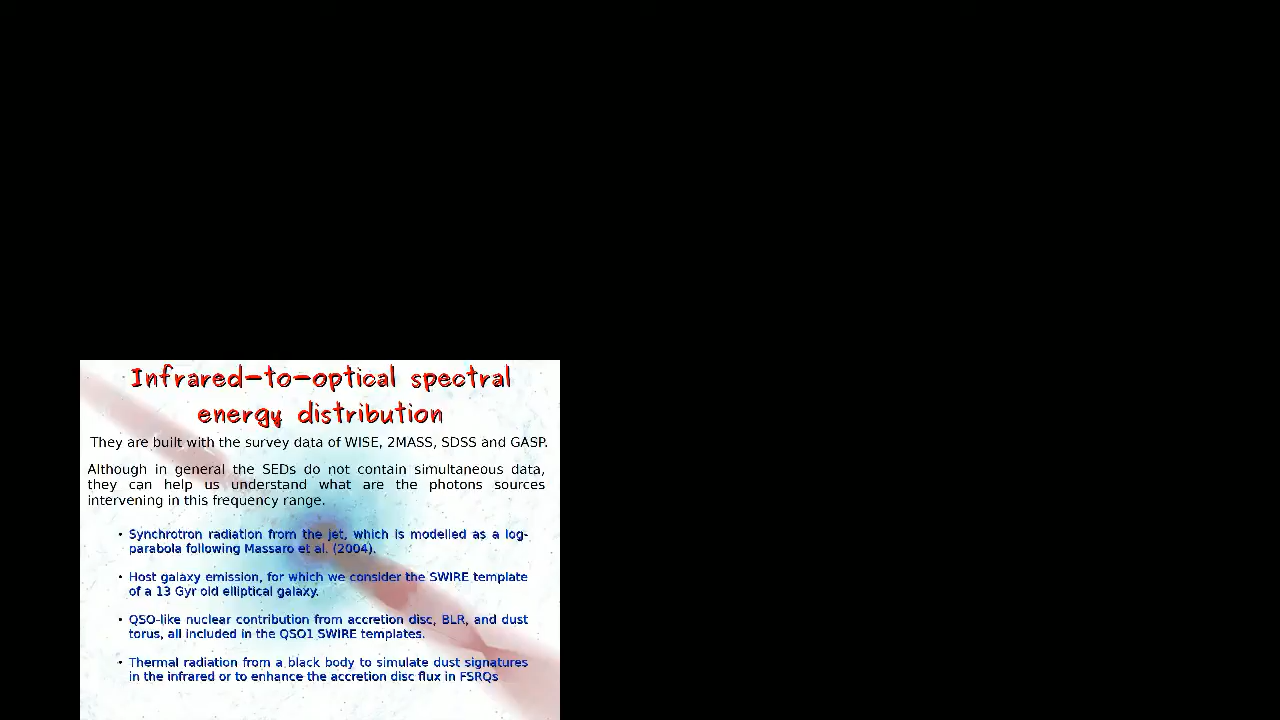 Infrared-to-optical spectral
energy distribution
They are built with the survey data of WISE, 2MASS, SDSS and GASP.
Although in general the SEDs do not contain simultaneous data,
they can help us understand what are the photons sources
intervening in this frequency range.
• Synchrotron radiation from the jet, which is modelled as a log-
parabola following Massaro et al. (2004).
• Host galaxy emission, for which we consider the SWIRE template
of a 13 Gyr old elliptical galaxy.
• QSO-like nuclear contribution from accretion disc, BLR, and dust
torus, all included in the QSO1 SWIRE templates.
• Thermal radiation from a black body to simulate dust signatures
in the infrared or to enhance the accretion disc flux in FSRQs